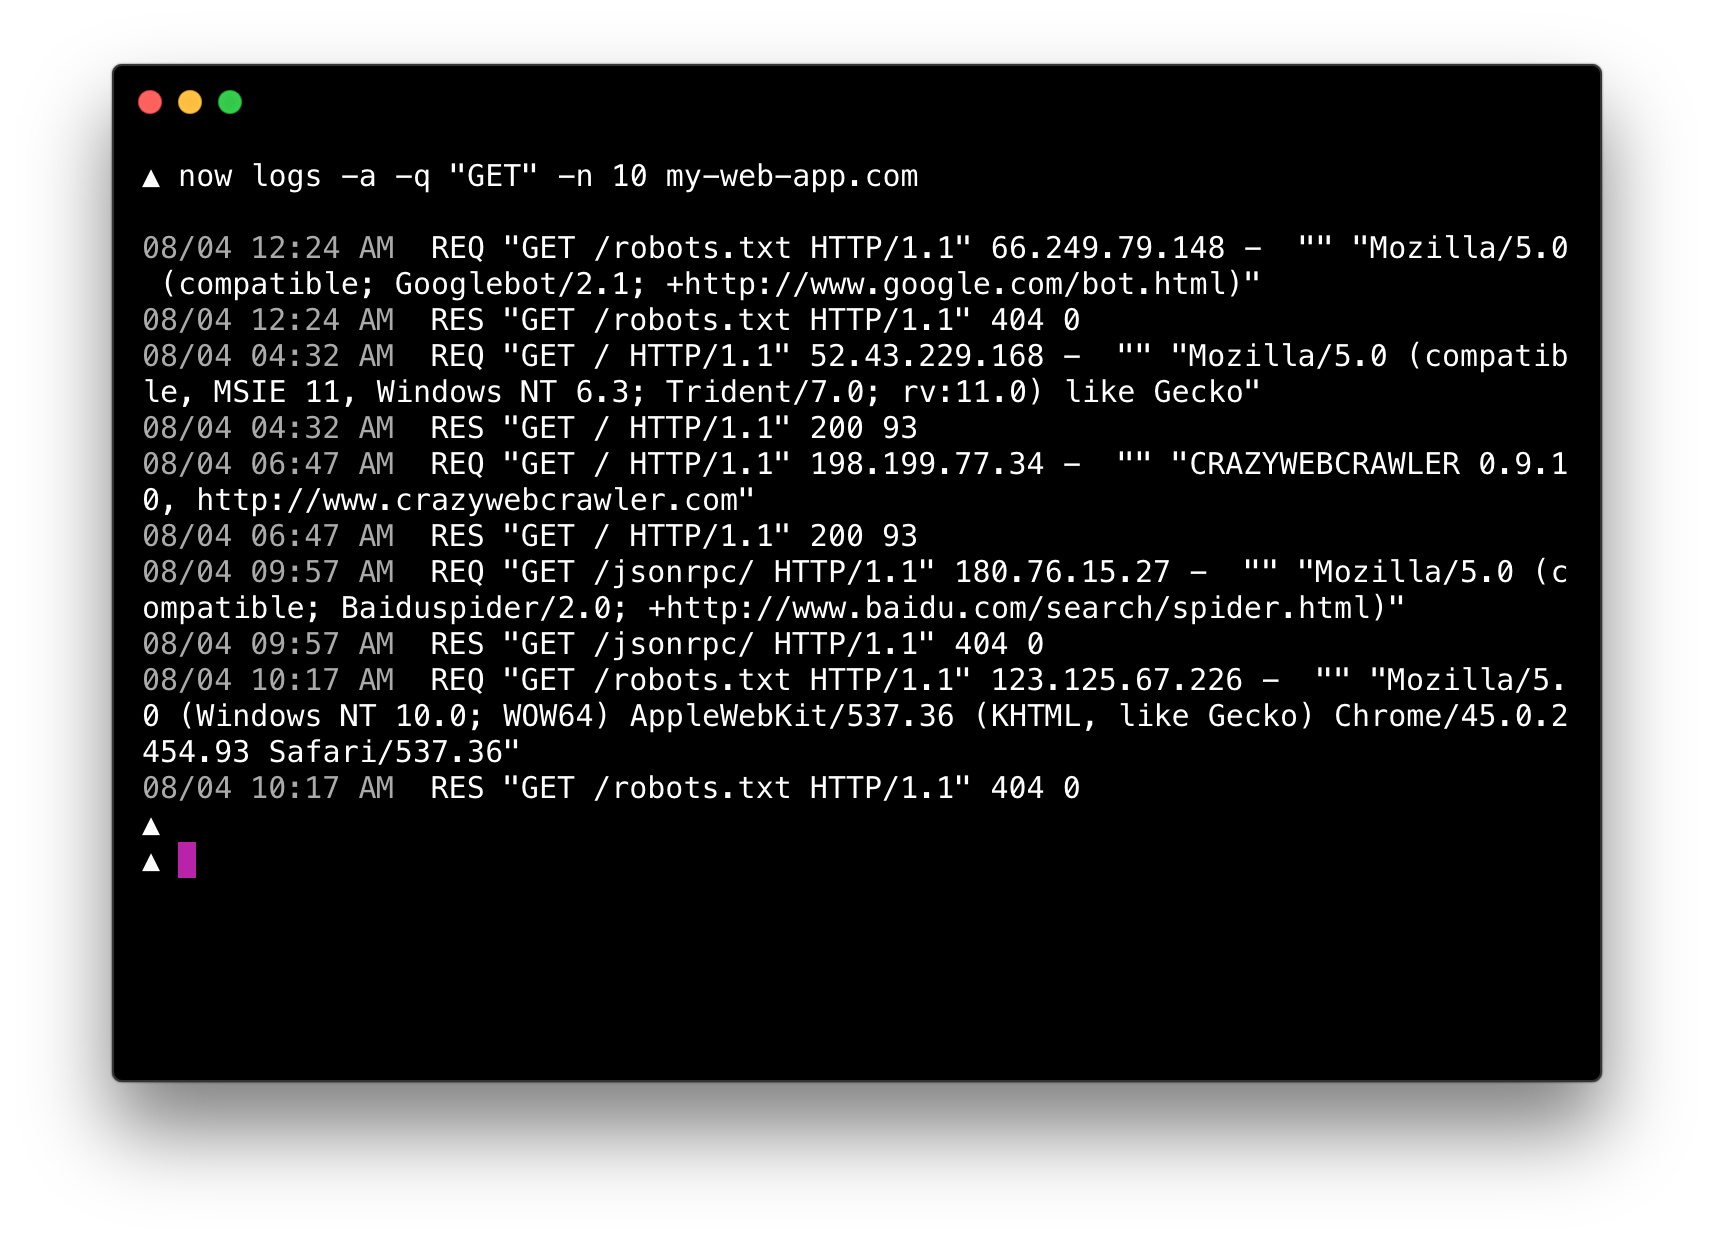 ▲ now logs -a -q "GET" -n 10 my-web-app.com
08/04 12:24 AM  REQ "GET /robots.txt HTTP/1.1" 66.249.79.148 -  "" "Mozilla/5.0
 (compatible; Googlebot/2.1; +http://www.google.com/bot.html)"
08/04 12:24 AM  RES "GET /robots.txt HTTP/1.1" 404 0
08/04 04:32 AM  REQ "GET / HTTP/1.1" 52.43.229.168 -  "" "Mozilla/5.0 (compatib
le, MSIE 11, Windows NT 6.3; Trident/7.0; rv:11.0) like Gecko"
08/04 04:32 AM  RES "GET / HTTP/1.1" 200 93
08/04 06:47 AM  REQ "GET / HTTP/1.1" 198.199.77.34 -  "" "CRAZYWEBCRAWLER 0.9.1
0, http://www.crazywebcrawler.com"
08/04 06:47 AM  RES "GET / HTTP/1.1" 200 93
08/04 09:57 AM  REQ "GET /jsonrpc/ HTTP/1.1" 180.76.15.27 -  "" "Mozilla/5.0 (c
ompatible; Baiduspider/2.0; +http://www.baidu.com/search/spider.html)"
08/04 09:57 AM  RES "GET /jsonrpc/ HTTP/1.1" 404 0
08/04 10:17 AM  REQ "GET /robots.txt HTTP/1.1" 123.125.67.226 -  "" "Mozilla/5.
0 (Windows NT 10.0; WOW64) AppleWebKit/537.36 (KHTML, like Gecko) Chrome/45.0.2
454.93 Safari/537.36"
08/04 10:17 AM  RES "GET /robots.txt HTTP/1.1" 404 0
▲
▲